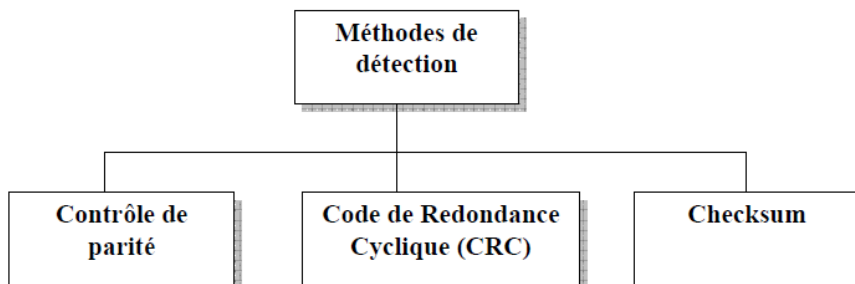 Méthodes de
détection
Contrôle de
parité
Code de Redondance
Cyclique (CRC)
Checksum